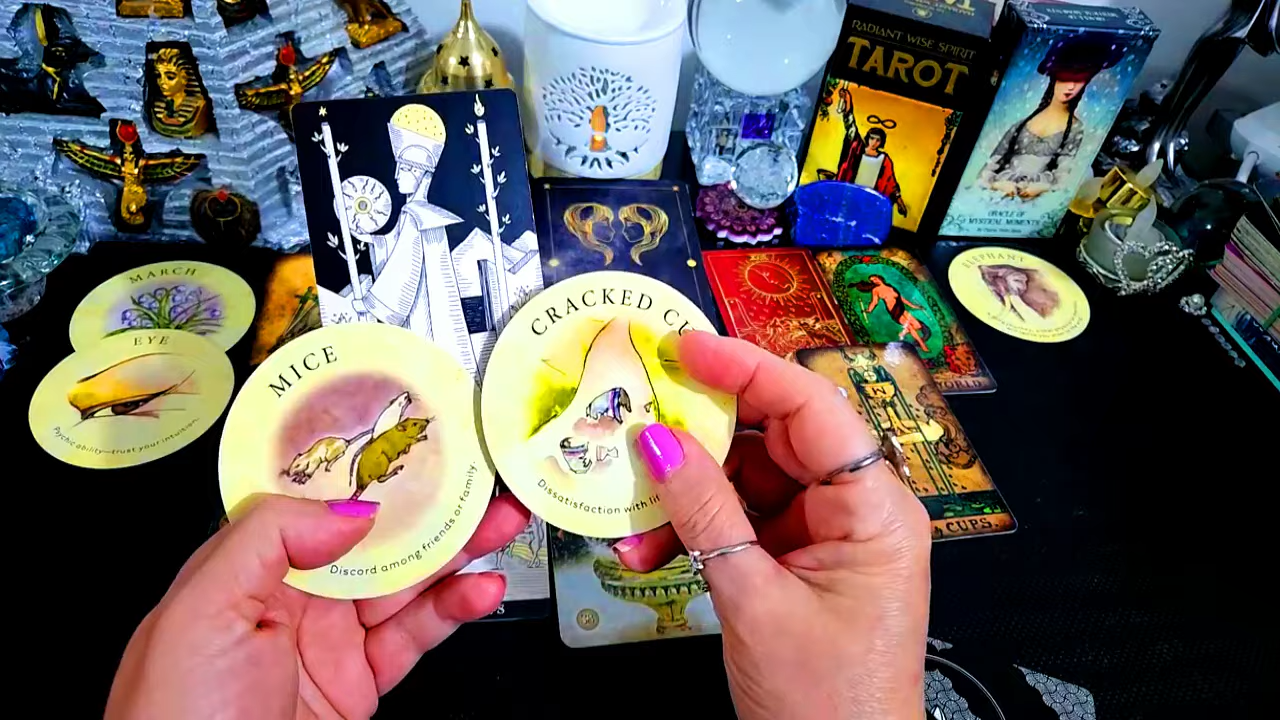 RADIANT WISE SPIRIT
TAROT
ORACLE OF
MYSTICAL MOMENTS
MARCH
EYE
Psychic ability—trust your intuition.
ELEPHANT
MICE
Discord among friends or family.
CRACKED CU
Dissatisfaction with li
WORLD
CUPS.